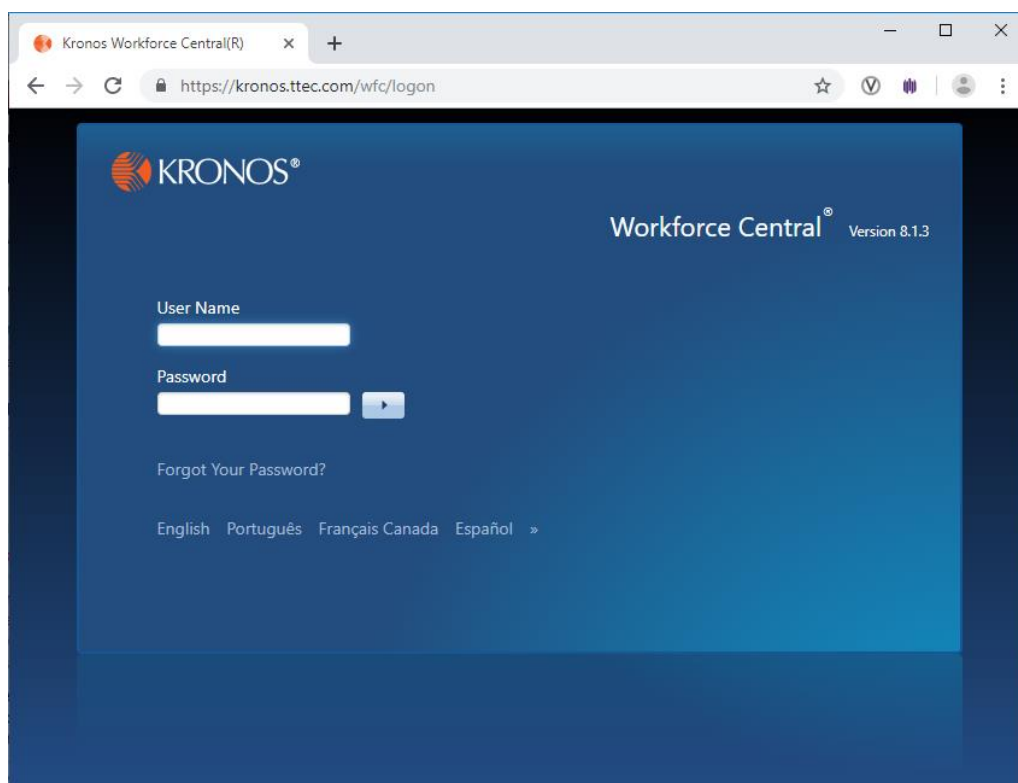 Kronos Workforce Central(R)
https://kronos.ttec.com/wfc/logon
KRONOS®
Workforce Central® Version 8.1.3
User Name
Password
Forgot Your Password?
English Português Français Canada Español »